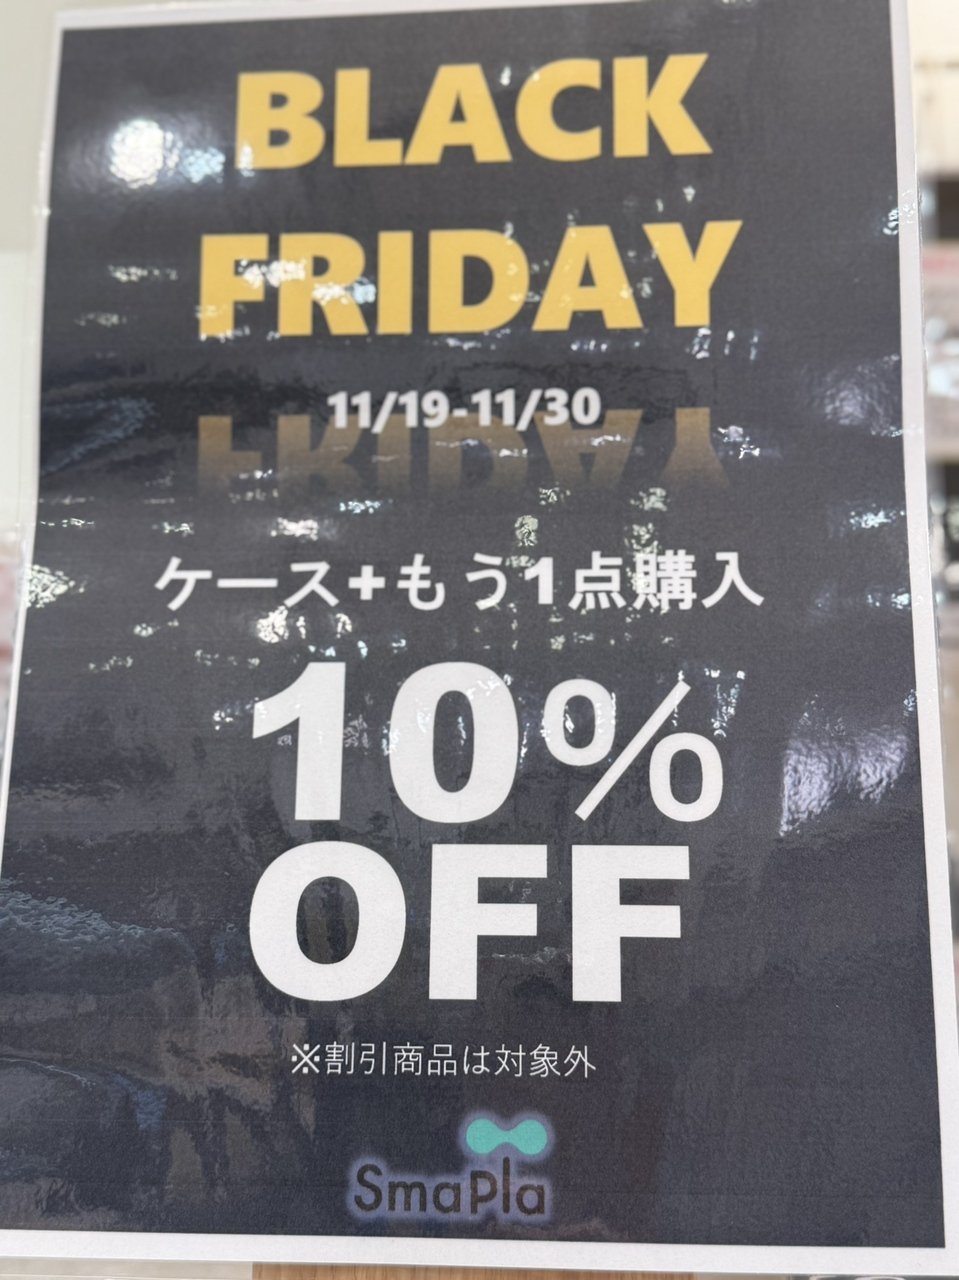 BLACK
FRIDAY
11/19-11/30
ケース+もう1点購入
10%
OFF
※割引商品は対象外
SmaPla